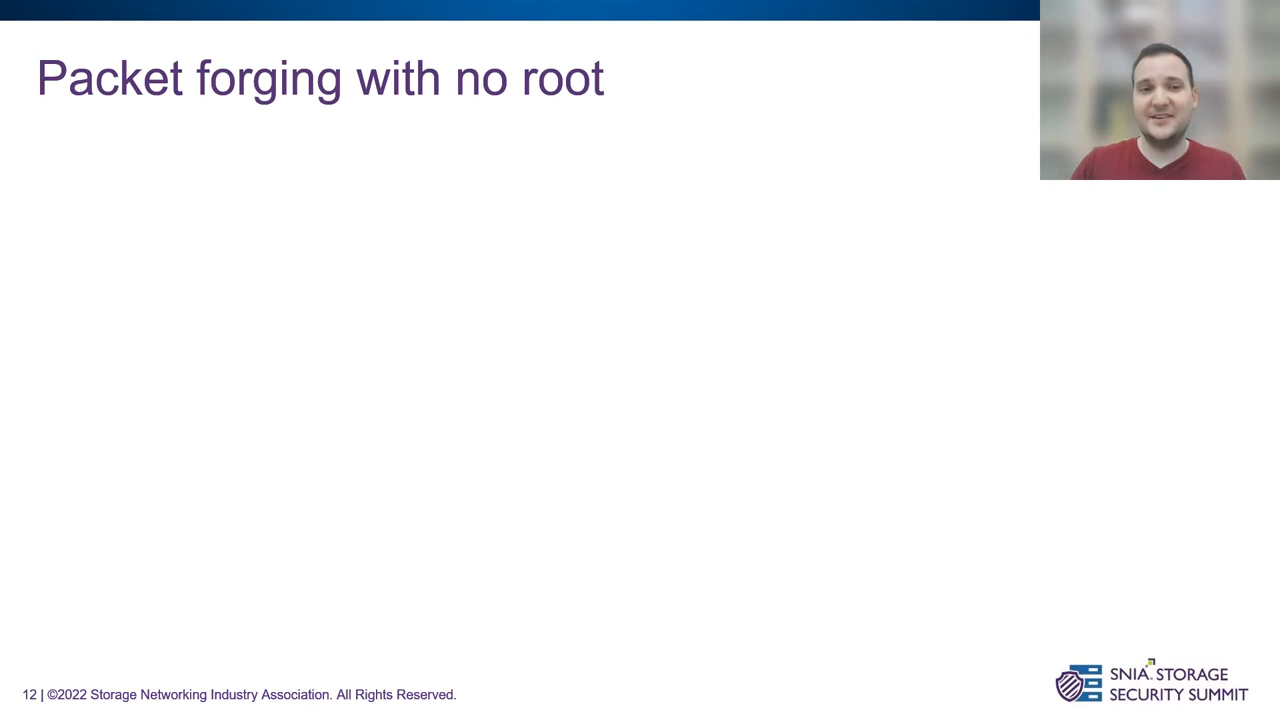 Packet forging with no root
12 | ©2022 Storage Networking Industry Association. All Rights Reserved.
SNIA. STORAGE
SECURITY SUMMIT